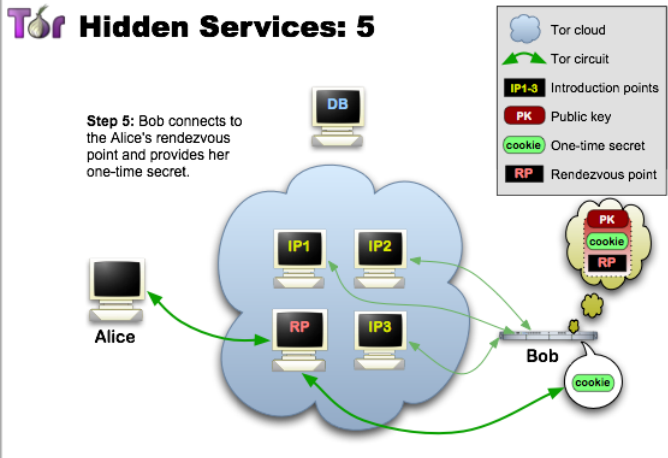 Tor Hidden Services: 5
Tor cloud
Tor circuit
IP1-3 Introduction points
PK Public key
cookie One-time secret
RP Rendezvous point
DB
Step 5: Bob connects to
the Alice's rendezvous
point and provides her
one-time secret.
PK
cookie
RP
IP1 IP2
RP IP3
Alice
Bob
cookie